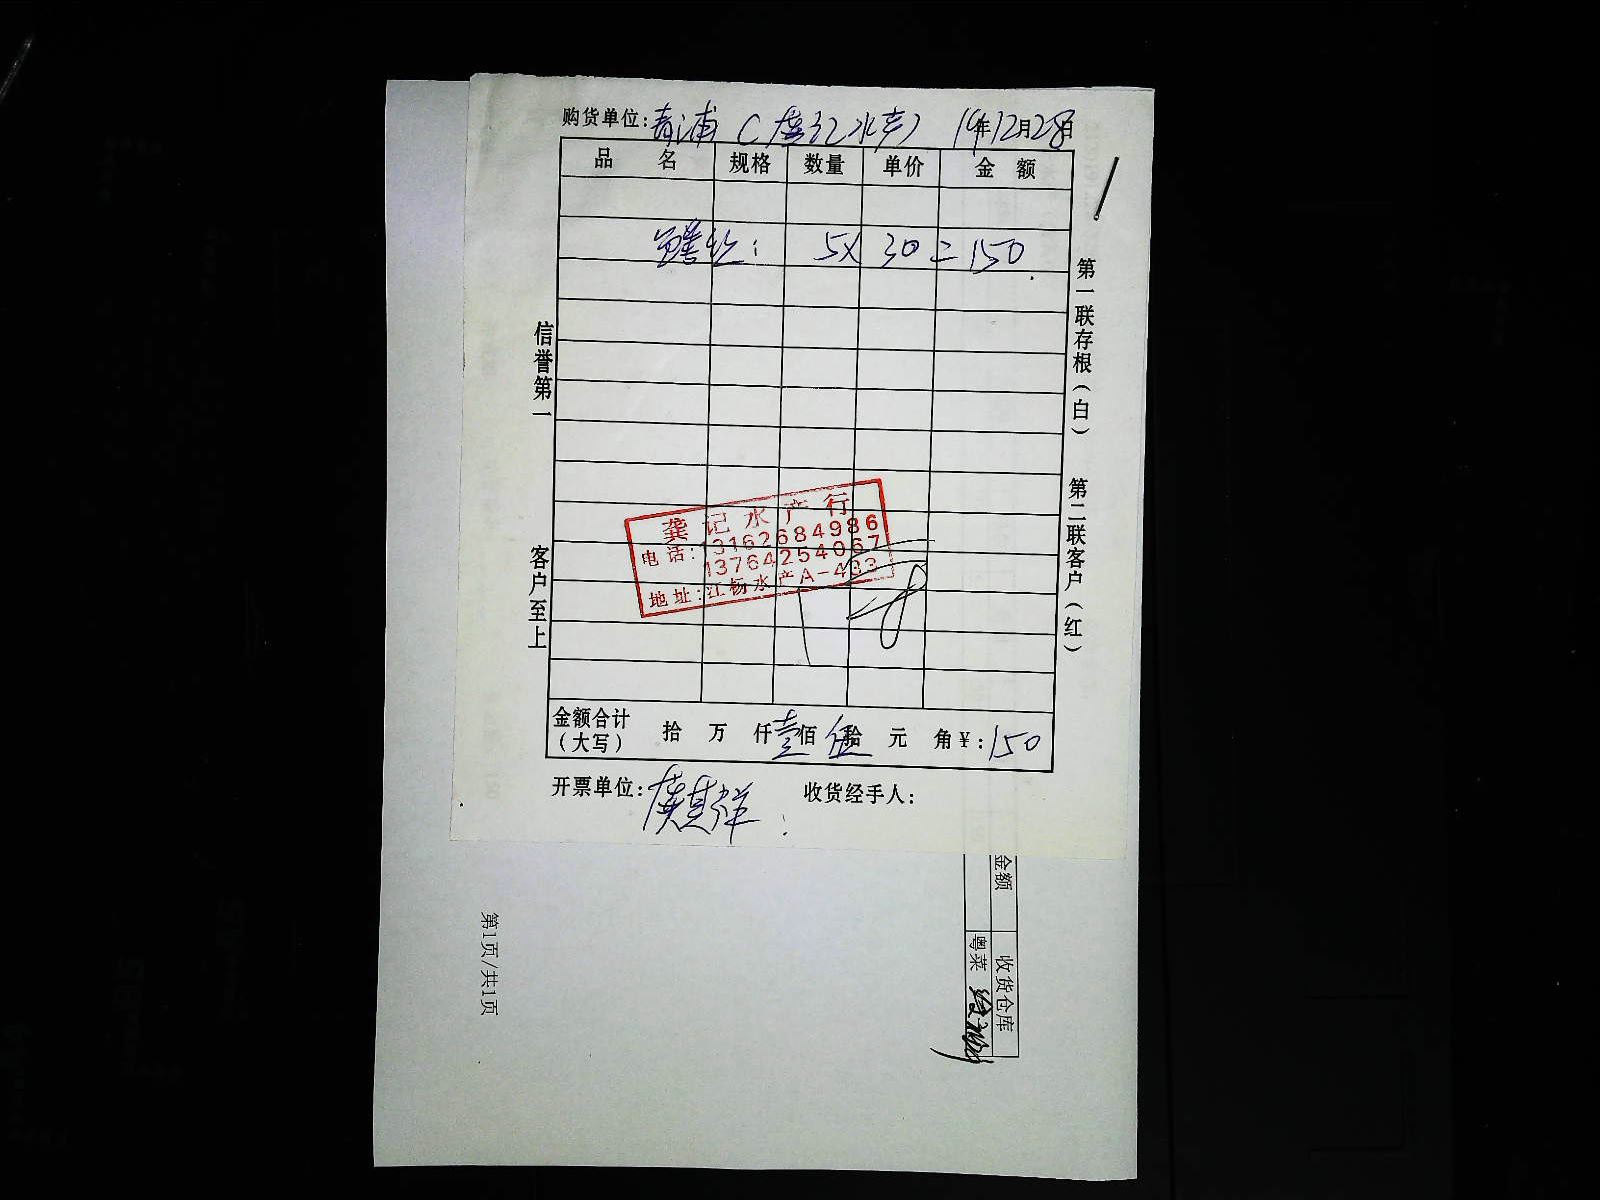 购货单位:青浦（龚记水产） 19年12月28日
品 名 规格 数量 单价 金 额
鳝丝： 5X 30=150
信誉第一
客户至上
第一联存根(白)
第二联客户(红)
龚记水产行
电话:13162684986
13764254067
地址:江杨水产A-433
金额合计(大写) 拾 万 仟壹佰伍拾 元 角¥:150
开票单位: 收货经手人:
金额 收货仓库
粤菜
第1页/共1页